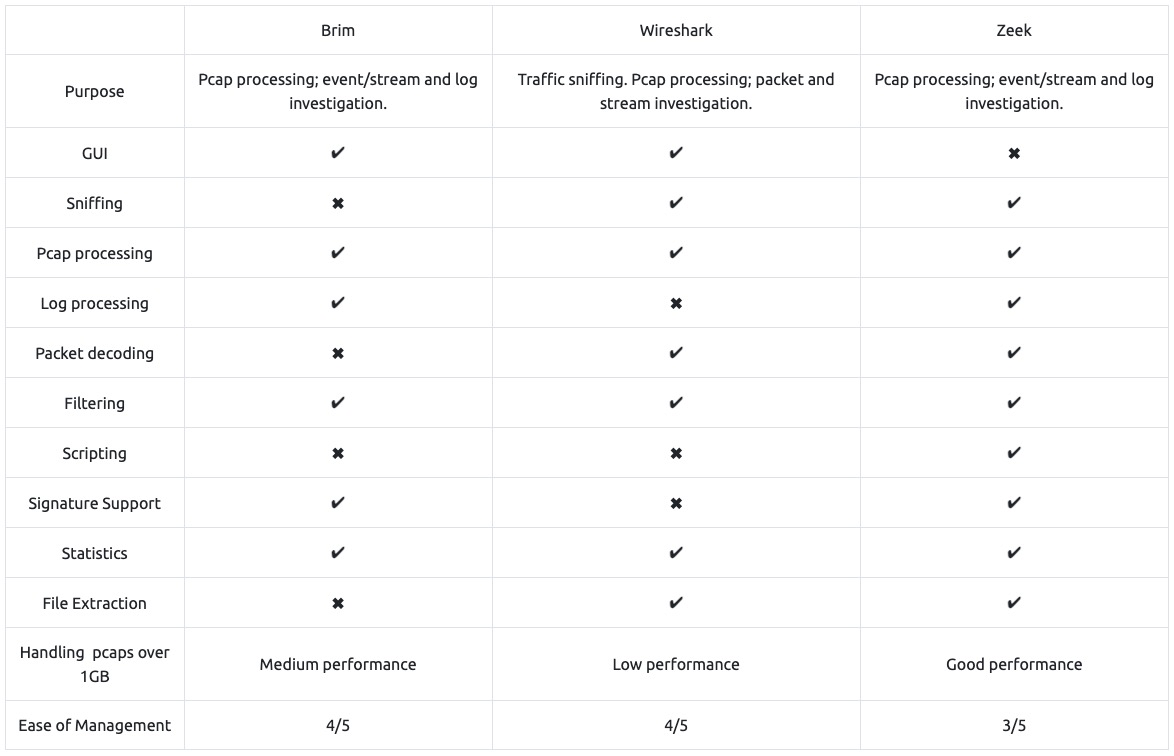 Brim Wireshark Zeek
Purpose
Pcap processing; event/stream and log
investigation.
Traffic sniffing. Pcap processing; packet and
stream investigation.
Pcap processing; event/stream and log
investigation.
GUI ✔ ✔ ✖
Sniffing ✖ ✔ ✔
Pcap processing ✔ ✔ ✔
Log processing ✔ ✖ ✔
Packet decoding ✖ ✔ ✔
Filtering ✔ ✔ ✔
Scripting ✖ ✖ ✔
Signature Support ✔ ✖ ✔
Statistics ✔ ✔ ✔
File Extraction ✖ ✔ ✔
Handling pcaps over
1GB
Medium performance Low performance Good performance
Ease of Management 4/5 4/5 3/5